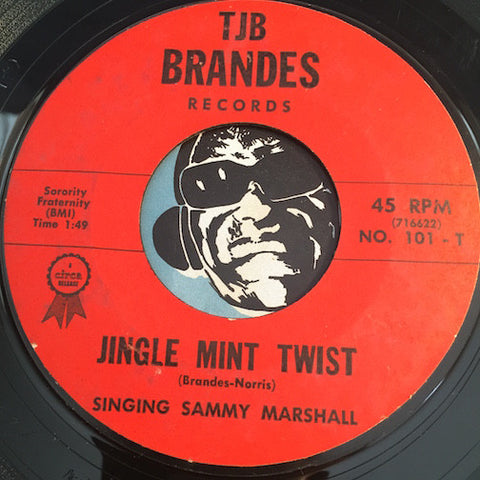 TJB
BRANDES
RECORDS
Sorority
Fraternity
(BMI)
Time 1:49
45 RPM
(716622)
NO. 101 - T
A
circa
RELEASE
JINGLE MINT TWIST
(Brandes-Norris)
SINGING SAMMY MARSHALL